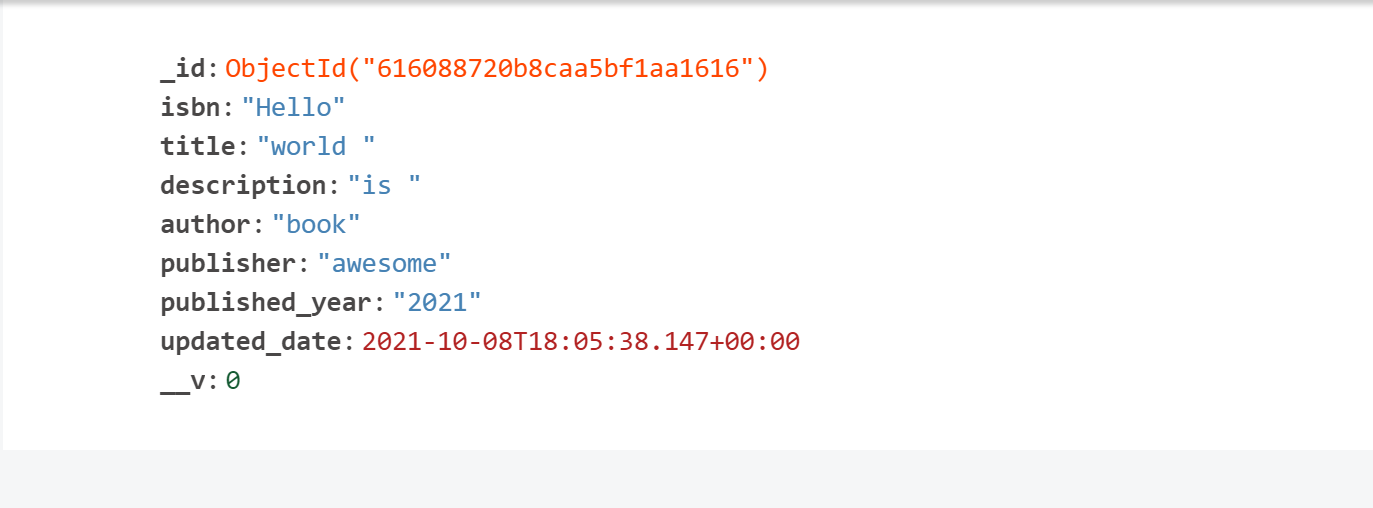 _id: ObjectId("616088720b8caa5bf1aa1616")
isbn: "Hello"
title: "world "
description: "is "
author: "book"
publisher: "awesome"
published_year: "2021"
updated_date: 2021-10-08T18:05:38.147+00:00
__v: 0